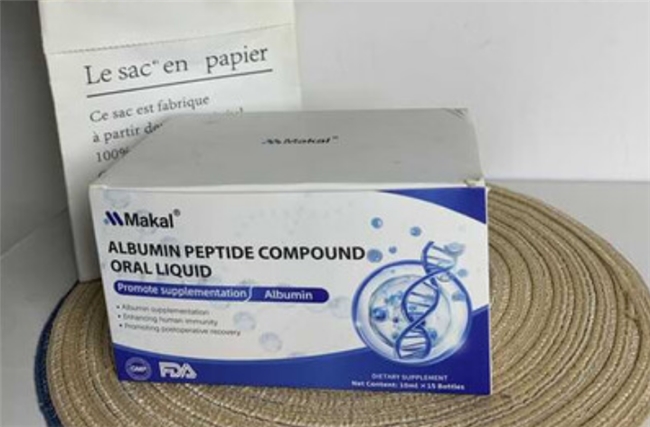 Le sac en papier
Ce sac est fabrique
à partir de
100%
Makal®
Makal®
ALBUMIN PEPTIDE COMPOUND
ORAL LIQUID
Promote supplementation Albumin
• Albumin supplementation
• Enhancing human immunity
• Promoting postoperative recovery
GMP FDA
DIETARY SUPPLEMENT
Net Content: 10ml × 15 Bottles